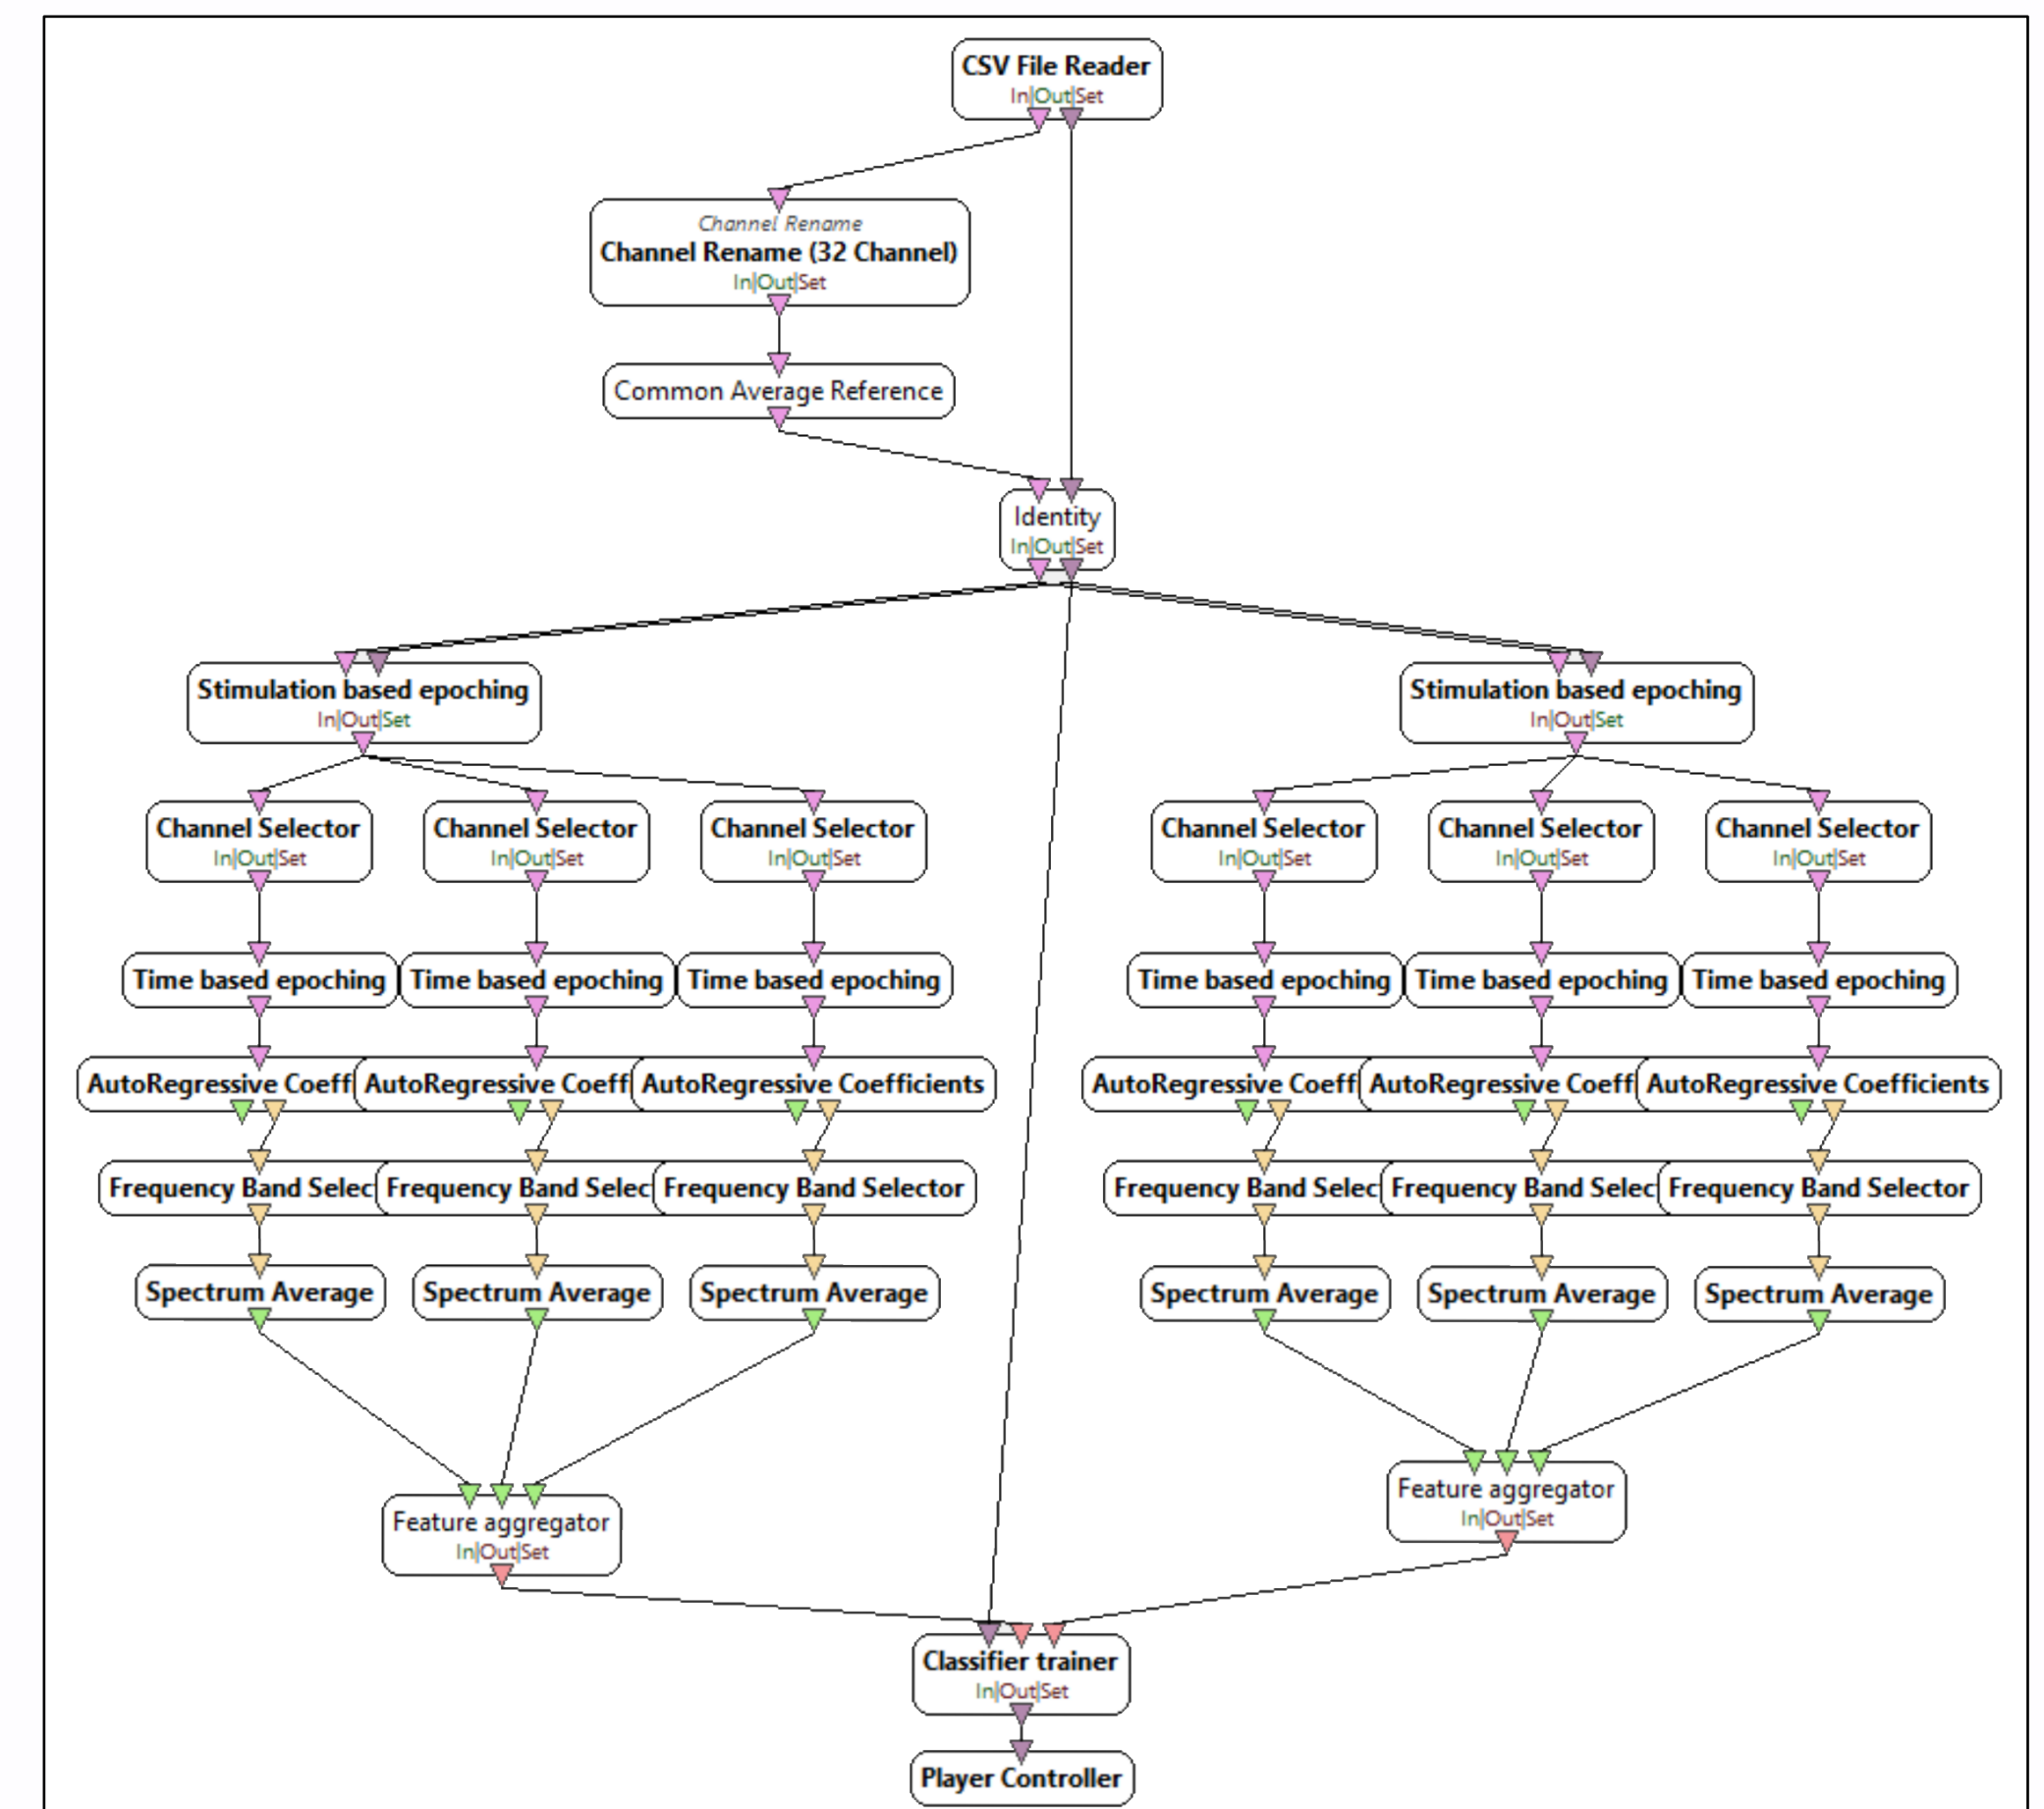 CSV File Reader
In|Out|Set
Channel Rename
Channel Rename (32 Channel)
In|Out|Set
Common Average Reference
Identity
In|Out|Set
Stimulation based epoching
In|Out|Set
Stimulation based epoching
In|Out|Set
Channel Selector
In|Out|Set
Channel Selector
In|Out|Set
Channel Selector
In|Out|Set
Channel Selector
In|Out|Set
Channel Selector
In|Out|Set
Channel Selector
In|Out|Set
Time based epoching
Time based epoching
Time based epoching
Time based epoching
Time based epoching
Time based epoching
AutoRegressive Coeff
AutoRegressive Coeff
AutoRegressive Coefficients
AutoRegressive Coeff
AutoRegressive Coeff
AutoRegressive Coefficients
Frequency Band Selec
Frequency Band Selec
Frequency Band Selector
Frequency Band Selec
Frequency Band Selec
Frequency Band Selector
Spectrum Average
Spectrum Average
Spectrum Average
Spectrum Average
Spectrum Average
Spectrum Average
Feature aggregator
In|Out|Set
Feature aggregator
In|Out|Set
Classifier trainer
In|Out|Set
Player Controller